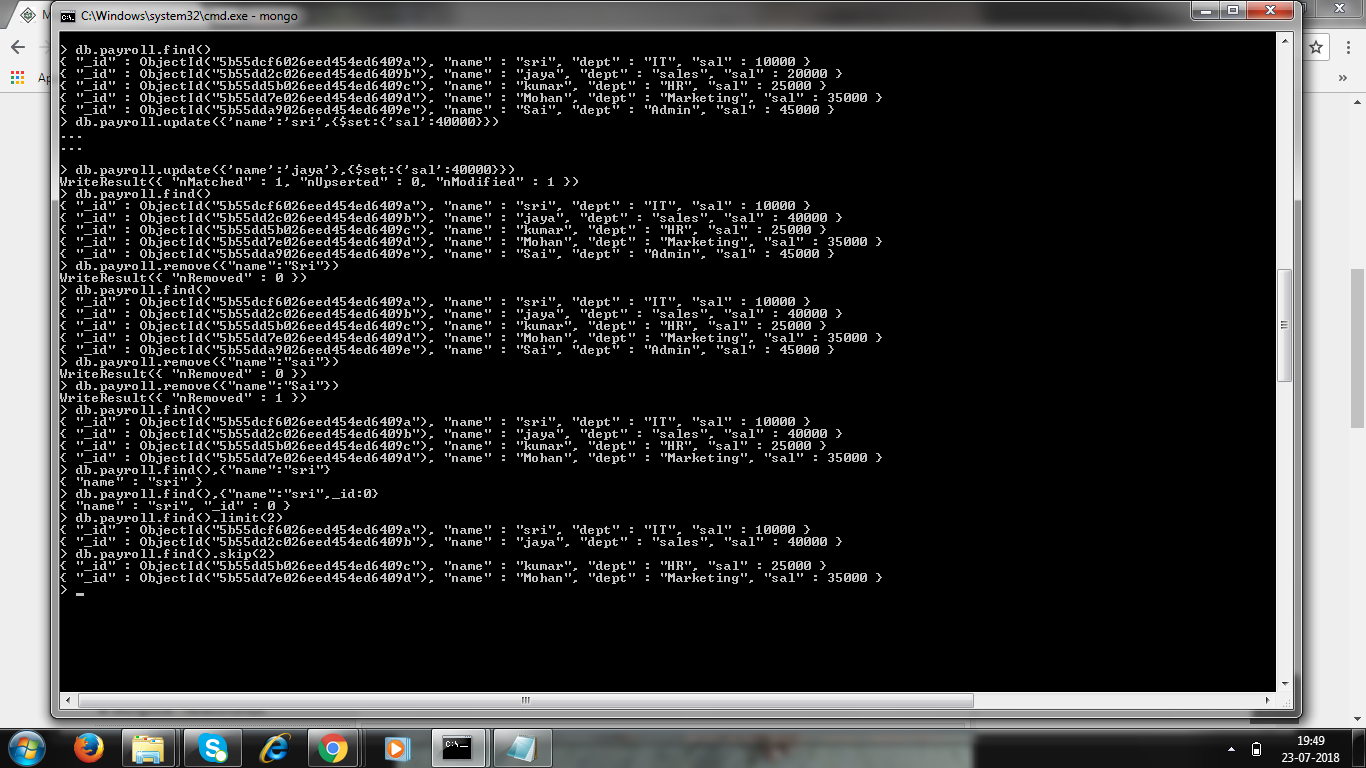 C:\Windows\system32\cmd.exe - mongo
> db.payroll.find()
{ "_id" : ObjectId("5b55dcf6026eed454ed6409a"), "name" : "sri", "dept" : "IT", "sal" : 10000 }
{ "_id" : ObjectId("5b55dd2c026eed454ed6409b"), "name" : "jaya", "dept" : "sales", "sal" : 20000 }
{ "_id" : ObjectId("5b55dd5b026eed454ed6409c"), "name" : "kumar", "dept" : "HR", "sal" : 25000 }
{ "_id" : ObjectId("5b55dd7e026eed454ed6409d"), "name" : "Mohan", "dept" : "Marketing", "sal" : 35000 }
{ "_id" : ObjectId("5b55dda9026eed454ed6409e"), "name" : "Sai", "dept" : "Admin", "sal" : 45000 }
> db.payroll.update({'name':'sri',{$set:{'sal':40000}})
...
...
> db.payroll.update({'name':'jaya'},{$set:{'sal':40000}})
WriteResult({ "nMatched" : 1, "nUpserted" : 0, "nModified" : 1 })
> db.payroll.find()
{ "_id" : ObjectId("5b55dcf6026eed454ed6409a"), "name" : "sri", "dept" : "IT", "sal" : 10000 }
{ "_id" : ObjectId("5b55dd2c026eed454ed6409b"), "name" : "jaya", "dept" : "sales", "sal" : 40000 }
{ "_id" : ObjectId("5b55dd5b026eed454ed6409c"), "name" : "kumar", "dept" : "HR", "sal" : 25000 }
{ "_id" : ObjectId("5b55dd7e026eed454ed6409d"), "name" : "Mohan", "dept" : "Marketing", "sal" : 35000 }
{ "_id" : ObjectId("5b55dda9026eed454ed6409e"), "name" : "Sai", "dept" : "Admin", "sal" : 45000 }
> db.payroll.remove({"name":"Sri"})
WriteResult({ "nRemoved" : 0 })
> db.payroll.find()
{ "_id" : ObjectId("5b55dcf6026eed454ed6409a"), "name" : "sri", "dept" : "IT", "sal" : 10000 }
{ "_id" : ObjectId("5b55dd2c026eed454ed6409b"), "name" : "jaya", "dept" : "sales", "sal" : 40000 }
{ "_id" : ObjectId("5b55dd5b026eed454ed6409c"), "name" : "kumar", "dept" : "HR", "sal" : 25000 }
{ "_id" : ObjectId("5b55dd7e026eed454ed6409d"), "name" : "Mohan", "dept" : "Marketing", "sal" : 35000 }
{ "_id" : ObjectId("5b55dda9026eed454ed6409e"), "name" : "Sai", "dept" : "Admin", "sal" : 45000 }
> db.payroll.remove({"name":"sai"})
WriteResult({ "nRemoved" : 0 })
> db.payroll.remove({"name":"Sai"})
WriteResult({ "nRemoved" : 1 })
> db.payroll.find()
{ "_id" : ObjectId("5b55dcf6026eed454ed6409a"), "name" : "sri", "dept" : "IT", "sal" : 10000 }
{ "_id" : ObjectId("5b55dd2c026eed454ed6409b"), "name" : "jaya", "dept" : "sales", "sal" : 40000 }
{ "_id" : ObjectId("5b55dd5b026eed454ed6409c"), "name" : "kumar", "dept" : "HR", "sal" : 25000 }
{ "_id" : ObjectId("5b55dd7e026eed454ed6409d"), "name" : "Mohan", "dept" : "Marketing", "sal" : 35000 }
> db.payroll.find(),{"name":"sri"}
{ "name" : "sri" }
> db.payroll.find(),{"name":"sri",_id:0}
{ "name" : "sri", "_id" : 0 }
> db.payroll.find().limit(2)
{ "_id" : ObjectId("5b55dcf6026eed454ed6409a"), "name" : "sri", "dept" : "IT", "sal" : 10000 }
{ "_id" : ObjectId("5b55dd2c026eed454ed6409b"), "name" : "jaya", "dept" : "sales", "sal" : 40000 }
> db.payroll.find().skip(2)
{ "_id" : ObjectId("5b55dd5b026eed454ed6409c"), "name" : "kumar", "dept" : "HR", "sal" : 25000 }
{ "_id" : ObjectId("5b55dd7e026eed454ed6409d"), "name" : "Mohan", "dept" : "Marketing", "sal" : 35000 }
> _
19:49
23-07-2018